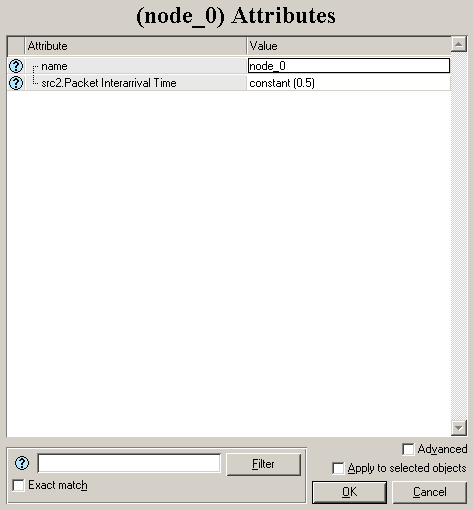 (node_0) Attributes
Attribute Value
? name node_0
? src2.Packet Interarrival Time constant (0.5)
Advanced
? Filter Apply to selected objects
Exact match OK Cancel